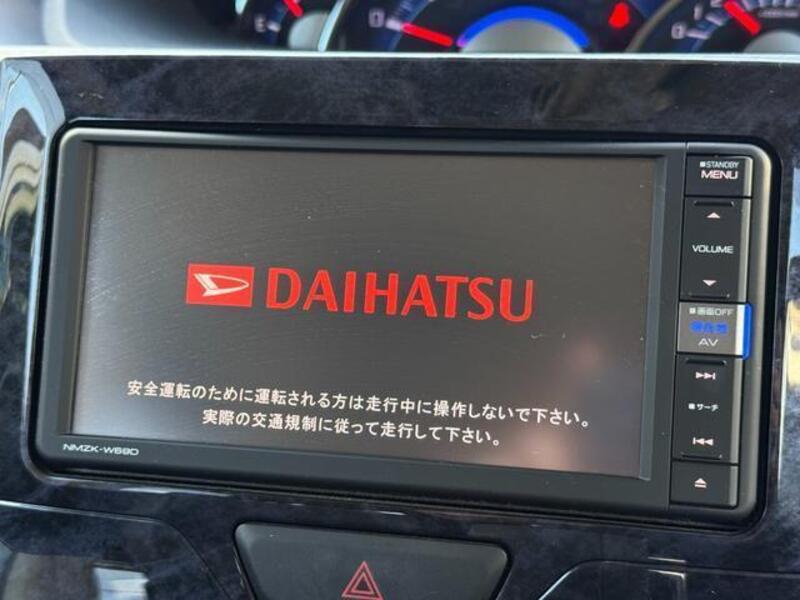 E
0
STANDBY
MENU
VOLUME
画面OFF
現在地
AV
サーチ
DAIHATSU
安全運転のために運転される方は走行中に操作しないで下さい。
実際の交通規制に従って走行して下さい。
NMZK-W69D